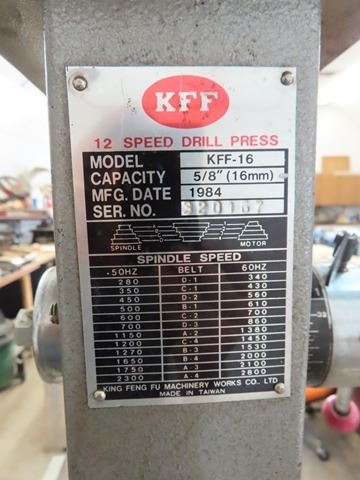 KFF
12 SPEED DRILL PRESS
MODEL KFF-16
CAPACITY 5/8" (16mm)
MFG. DATE 1984
SER. NO.
SPINDLE MOTOR
SPINDLE SPEED
50HZ BELT 60HZ
280 D-1 340
350 C-1 430
450 D-2 560
500 B-1 610
600 C-2 700
700 D-3 860
1150 A-2 1380
1200 C-4 1450
1270 B-3 1530
1650 B-4 2000
1750 A-3 2100
2300 A-4 2800
KING FENG FU MACHINERY WORKS CO., LTD
MADE IN TAIWAN